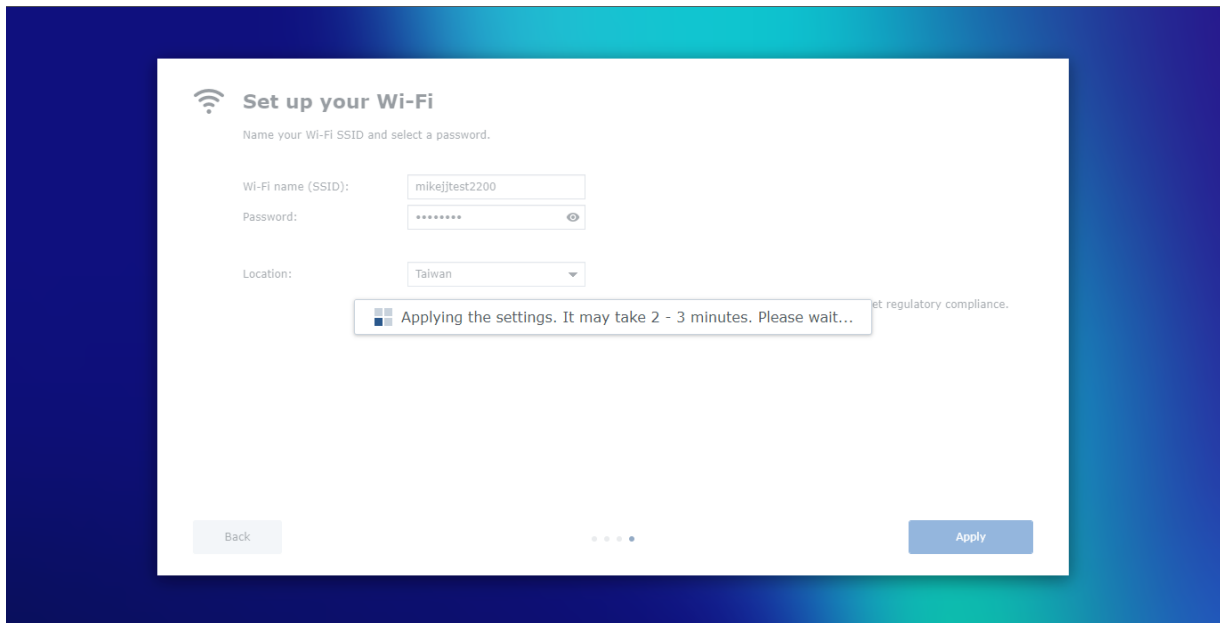 Set up your Wi-Fi
Name your Wi-Fi SSID and select a password.
Wi-Fi name (SSID):
mikejjtest2200
Password:
••••••••
Location:
Taiwan
regulatory compliance.
Applying the settings. It may take 2 - 3 minutes. Please wait...
Back
Apply